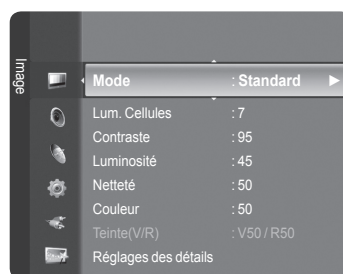 Image
Mode : Standard ►
Lum. Cellules : 7
Contraste : 95
Luminosité : 45
Netteté : 50
Couleur : 50
Teinte(V/R) : V50 / R50
Réglages des détails